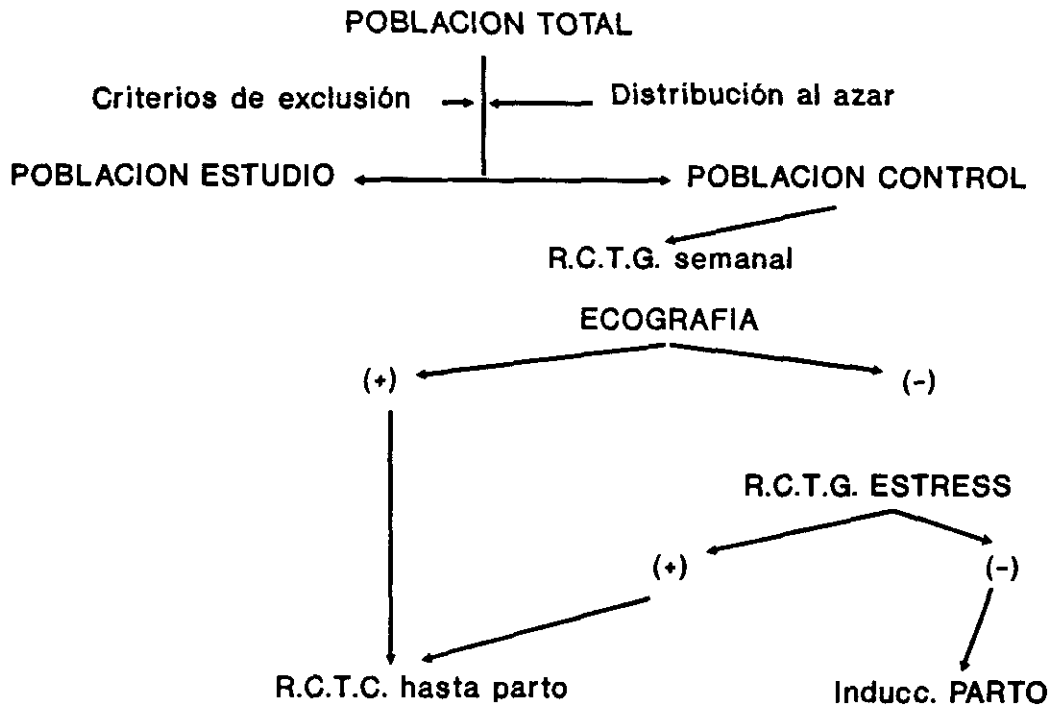 POBLACION TOTAL
Criterios de exclusión
Distribución al azar
POBLACION ESTUDIO
POBLACION CONTROL
R.C.T.G. semanal
ECOGRAFIA
(+)
(-)
R.C.T.G. ESTRESS
(+)
(-)
R.C.T.C. hasta parto
Inducc. PARTO